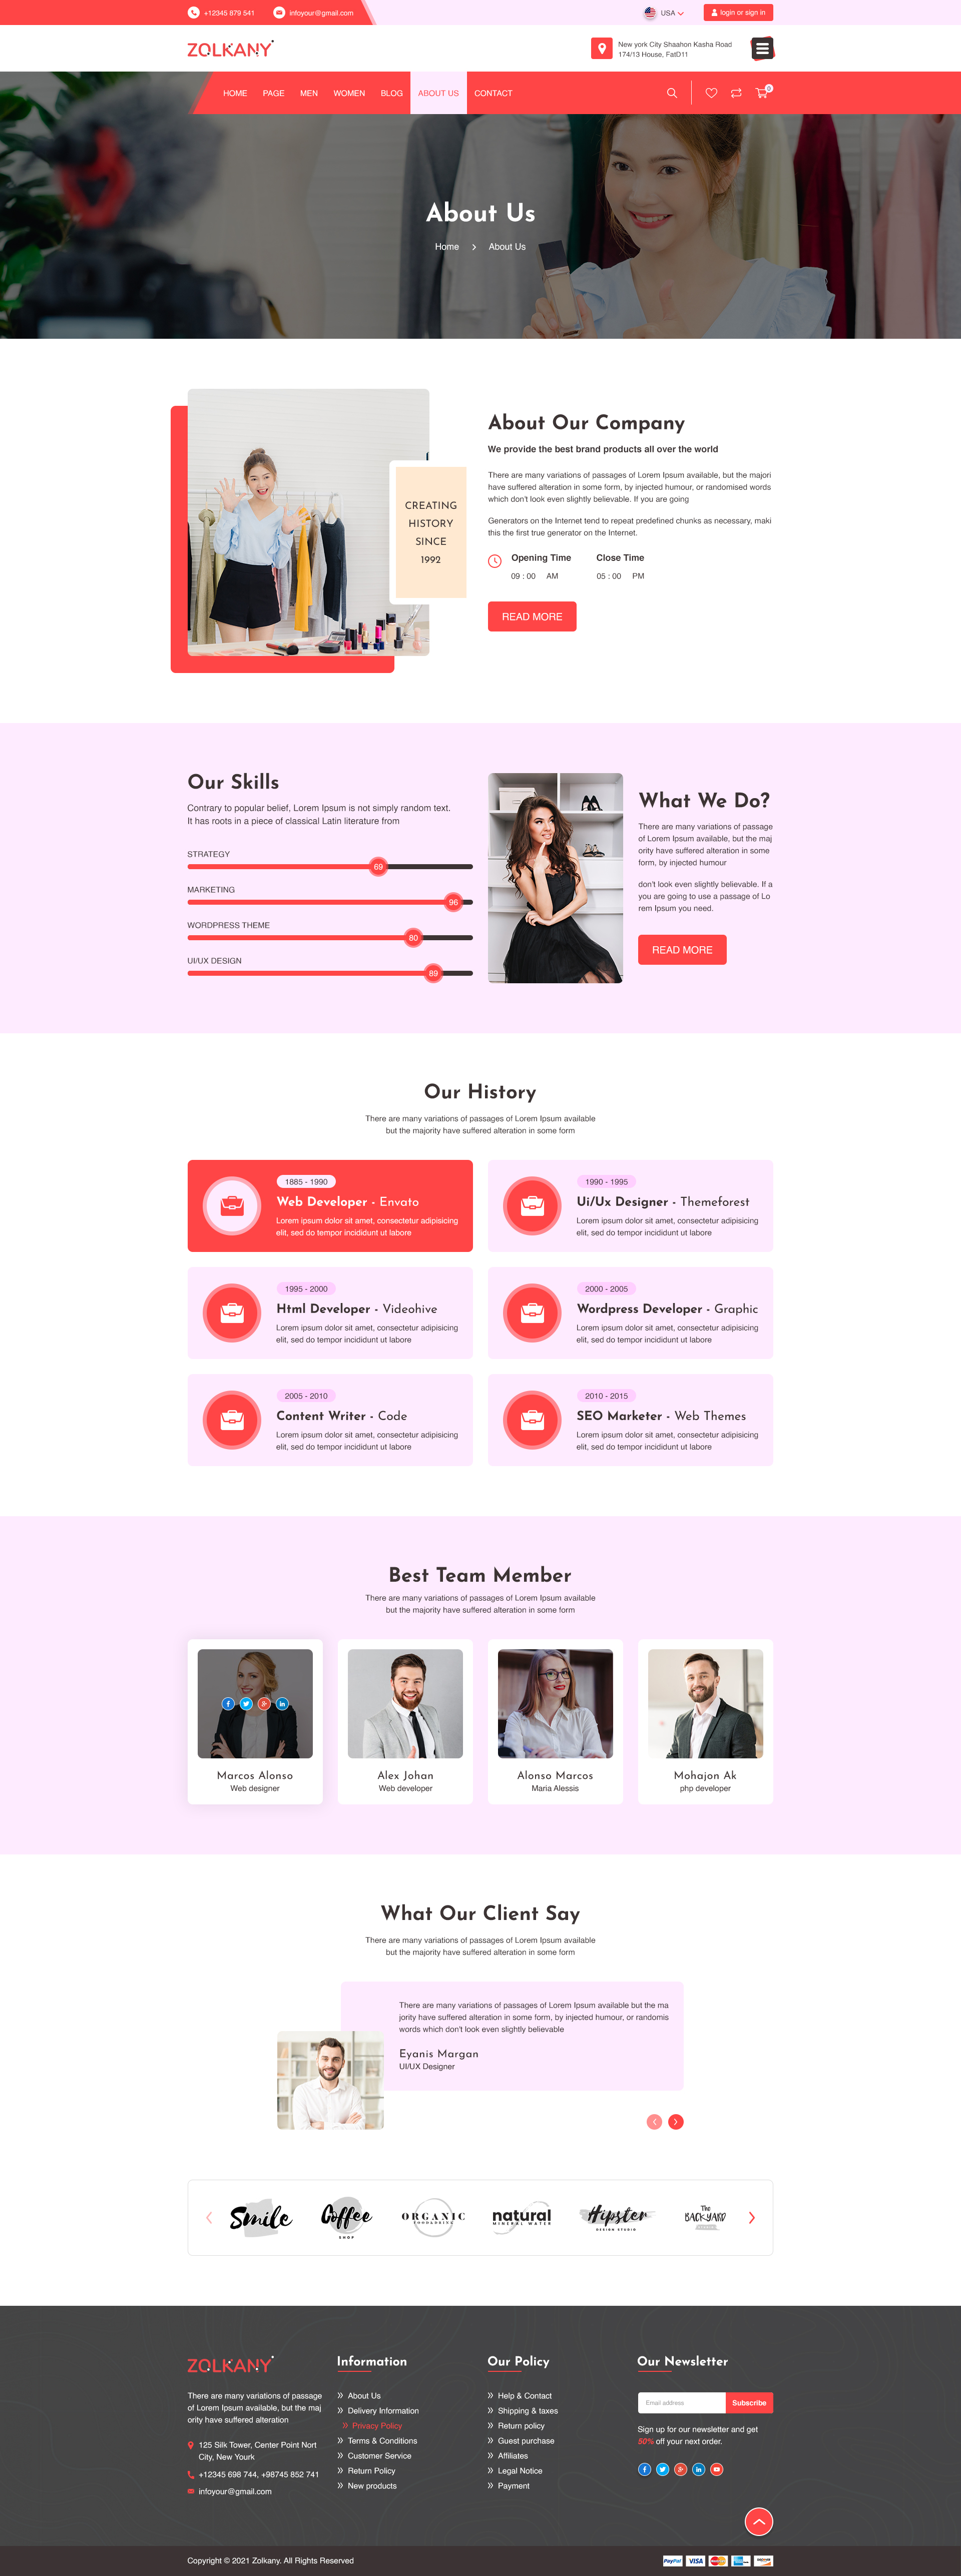 +12345 879 541
infoyour@gmail.com
USA
login or sign in
ZOLKANY
New york City Shaahon Kasha Road
174/13 House, FatD11
HOME
PAGE
MEN
WOMEN
BLOG
ABOUT US
CONTACT
0
About Us
Home
About Us
CREATING
HISTORY
SINCE
1992
About Our Company
We provide the best brand products all over the world
There are many variations of passages of Lorem Ipsum available, but the majori
have suffered alteration in some form, by injected humour, or randomised words
which don't look even slightly believable. If you are going
Generators on the Internet tend to repeat predefined chunks as necessary, maki
this the first true generator on the Internet.
Opening Time
Close Time
09 : 00 AM
05 : 00 PM
READ MORE
Our Skills
Contrary to popular belief, Lorem Ipsum is not simply random text.
It has roots in a piece of classical Latin literature from
STRATEGY
69
MARKETING
96
WORDPRESS THEME
80
UI/UX DESIGN
89
What We Do?
There are many variations of passage
of Lorem Ipsum available, but the maj
ority have suffered alteration in some
form, by injected humour
don't look even slightly believable. If a
you are going to use a passage of Lo
rem Ipsum you need.
READ MORE
Our History
There are many variations of passages of Lorem Ipsum available
but the majority have suffered alteration in some form
1885 - 1990
Web Developer - Envato
Lorem ipsum dolor sit amet, consectetur adipisicing
elit, sed do tempor incididunt ut labore
1990 - 1995
Ui/Ux Designer - Themeforest
Lorem ipsum dolor sit amet, consectetur adipisicing
elit, sed do tempor incididunt ut labore
1995 - 2000
Html Developer - Videohive
Lorem ipsum dolor sit amet, consectetur adipisicing
elit, sed do tempor incididunt ut labore
2000 - 2005
Wordpress Developer - Graphic
Lorem ipsum dolor sit amet, consectetur adipisicing
elit, sed do tempor incididunt ut labore
2005 - 2010
Content Writer - Code
Lorem ipsum dolor sit amet, consectetur adipisicing
elit, sed do tempor incididunt ut labore
2010 - 2015
SEO Marketer - Web Themes
Lorem ipsum dolor sit amet, consectetur adipisicing
elit, sed do tempor incididunt ut labore
Best Team Member
There are many variations of passages of Lorem Ipsum available
but the majority have suffered alteration in some form
Marcos Alonso
Web designer
Alex Johan
Web developer
Alonso Marcos
Maria Alessis
Mohajon Ak
php developer
What Our Client Say
There are many variations of passages of Lorem Ipsum available
but the majority have suffered alteration in some form
There are many variations of passages of Lorem Ipsum available but the ma
jority have suffered alteration in some form, by injected humour, or randomis
words which don't look even slightly believable
Eyanis Margan
UI/UX Designer
Smile
Coffee
SHOP
ORGANIC
FOOD & DRICE
natural
MINERAL WATER
Hipster
DESIGN STUDIO
The
BACKYARD
ZOLKANY
There are many variations of passage
of Lorem Ipsum available, but the maj
ority have suffered alteration
125 Silk Tower, Center Point Nort
City, New Yourk
+12345 698 744, +98745 852 741
infoyour@gmail.com
Information
About Us
Delivery Information
Privacy Policy
Terms & Conditions
Customer Service
Return Policy
New products
Our Policy
Help & Contact
Shipping & taxes
Return policy
Guest purchase
Affiliates
Legal Notice
Payment
Our Newsletter
Email address
Subscribe
Sign up for our newsletter and get
50% off your next order.
Copyright © 2021 Zolkany. All Rights Reserved
PayPal
VISA